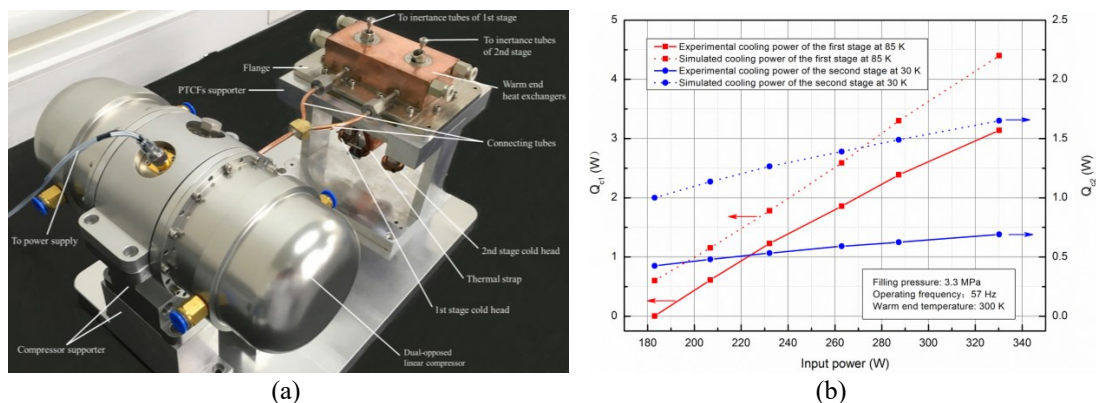 To inertance tubes of 1st stage
To inertance tubes
of 2nd stage
Flange
PTCFs supporter
Warm end
heat exchangers
Connecting tubes
To power supply
2nd stage cold head
Thermal strap
1st stage cold head
Compressor supporter
Dual-opposed
linear compressor
(a)
Experimental cooling power of the first stage at 85 K
Simulated cooling power of the first stage at 85 K
Experimental cooling power of the second stage at 30 K
Simulated cooling power of the second stage at 30 K
5
4
3
2
1
0
Qc1 (W)
2.5
2.0
1.5
1.0
0.5
0.0
Qc2 (W)
Filling pressure: 3.3 MPa
Operating frequency: 57 Hz
Warm end temperature: 300 K
180 200 220 240 260 280 300 320 340
Input power (W)
(b)